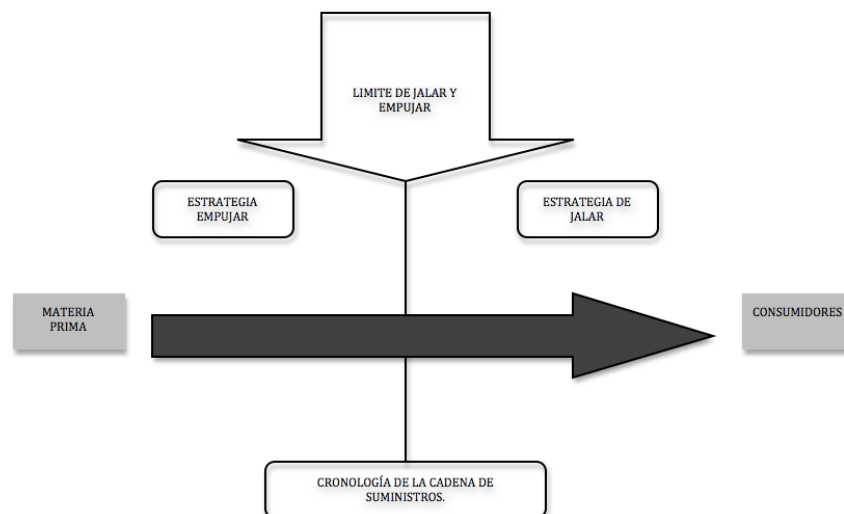 LIMITE DE JALAR Y
EMPUJAR
ESTRATEGIA
EMPUJAR
ESTRATEGIA DE
JALAR
MATERIA
PRIMA
CONSUMIDORES
CRONOLOGÍA DE LA CADENA DE
SUMINISTROS.